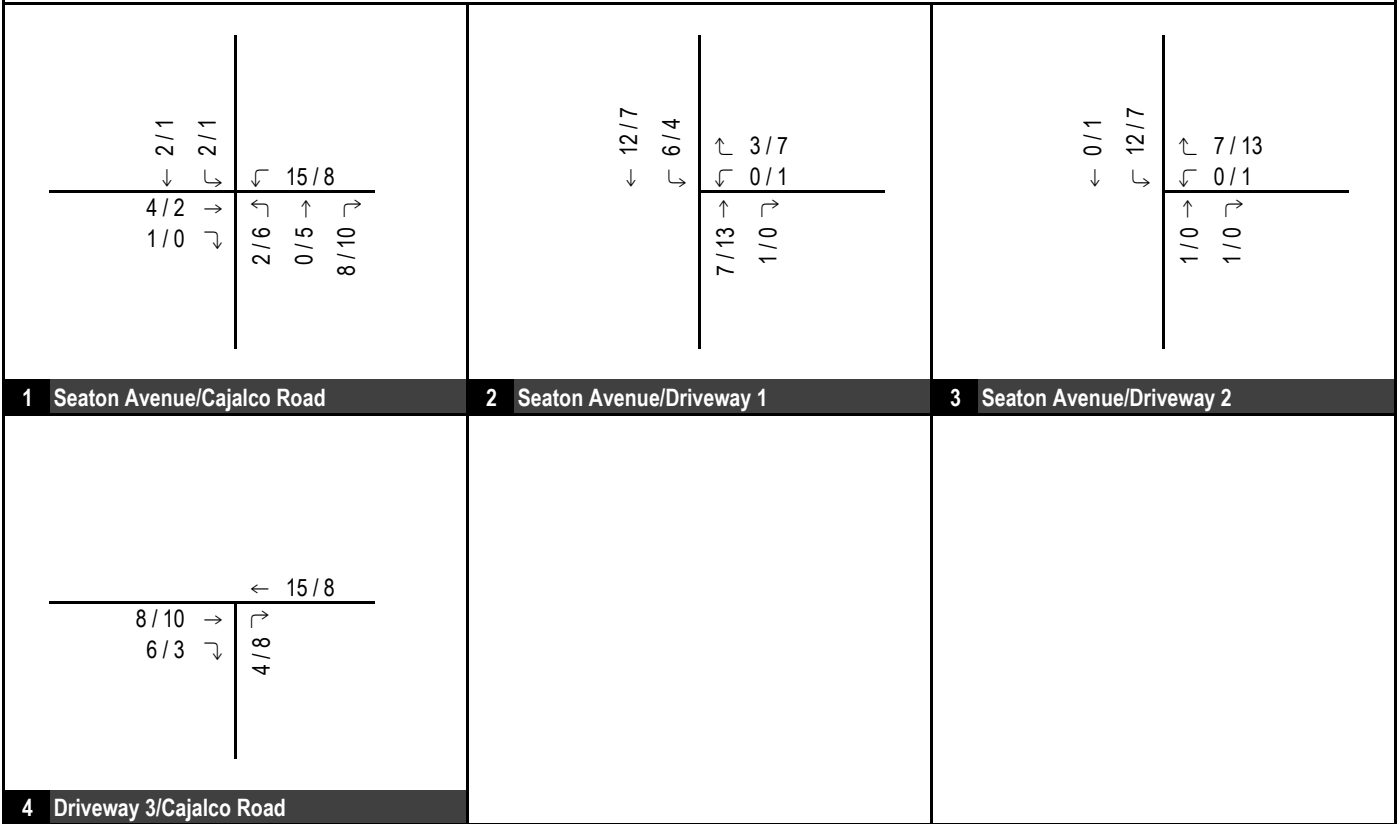 2 / 1
2 / 1
15 / 8
4 / 2
1 / 0
2 / 6
0 / 5
8 / 10
1 Seaton Avenue/Cajalco Road
12 / 7
6 / 4
3 / 7
0 / 1
7 / 13
1 / 0
2 Seaton Avenue/Driveway 1
0 / 1
12 / 7
7 / 13
0 / 1
1 / 0
1 / 0
3 Seaton Avenue/Driveway 2
15 / 8
8 / 10
6 / 3
4 / 8
4 Driveway 3/Cajalco Road